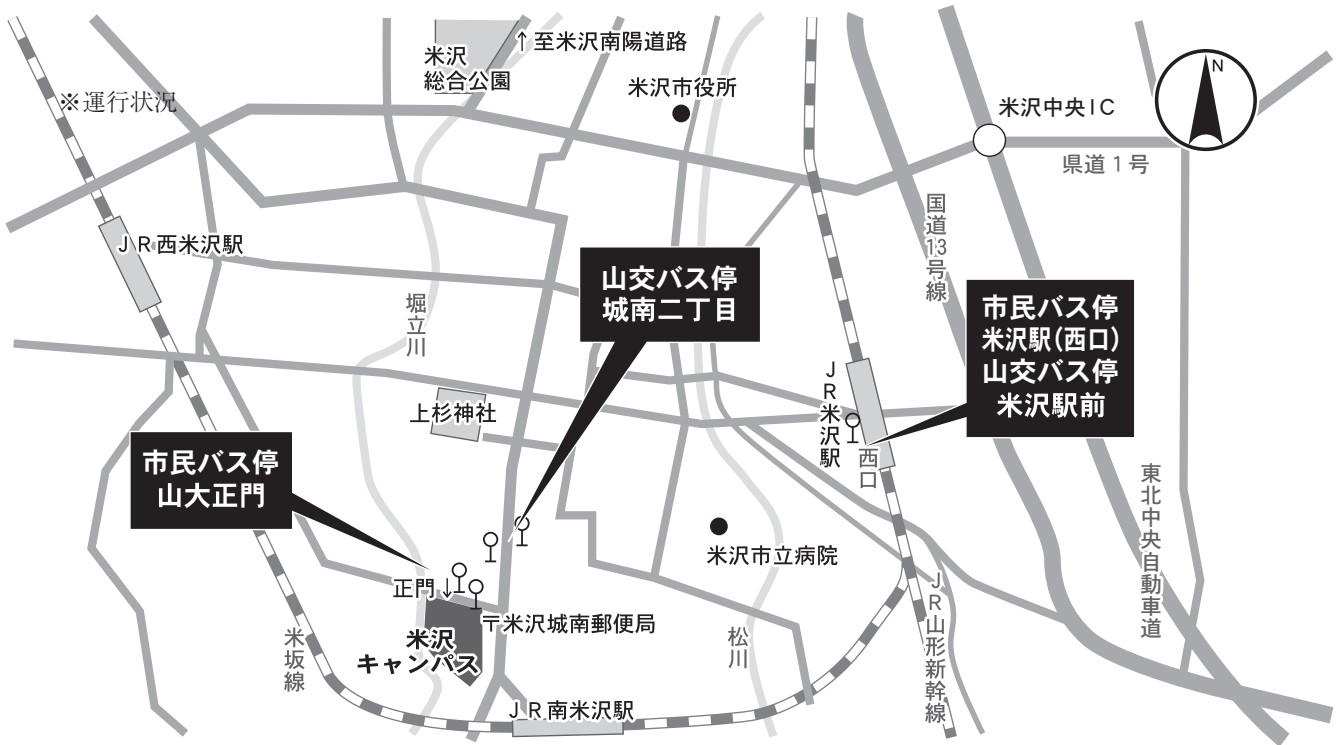 ↑至米沢南陽道路
米沢
総合公園
米沢市役所
N
※運行状況
米沢中央IC
県道1号
国道13号線
JR西米沢駅
山交バス停
城南二丁目
堀立川
市民バス停
米沢駅(西口)
山交バス停
米沢駅前
JR米沢駅
西口
上杉神社
市民バス停
山大正門
東北中央自動車道
米沢市立病院
正門↓
〒米沢城南郵便局
米沢
キャンパス
米坂線
松川
JR山形新幹線
JR南米沢駅